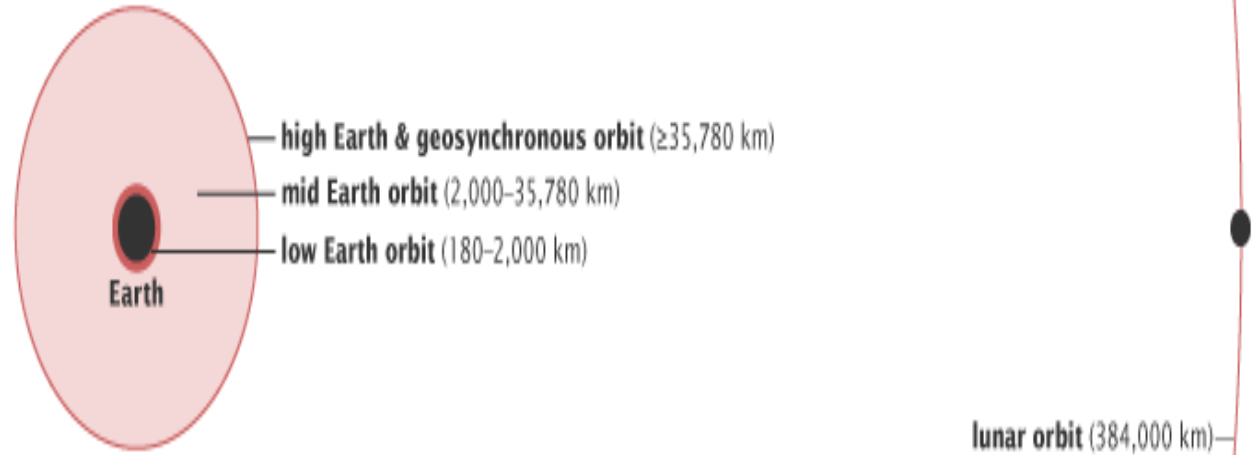 high Earth & geosynchronous orbit (≥35,780 km)
mid Earth orbit (2,000–35,780 km)
low Earth orbit (180–2,000 km)
Earth
lunar orbit (384,000 km)